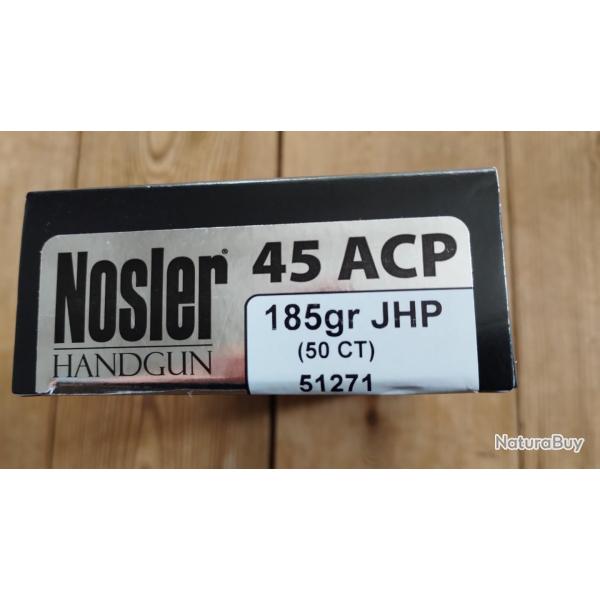 Nosler® 45 ACP
HANDGUN
185gr JHP
(50 CT)
51271
NaturaBuy